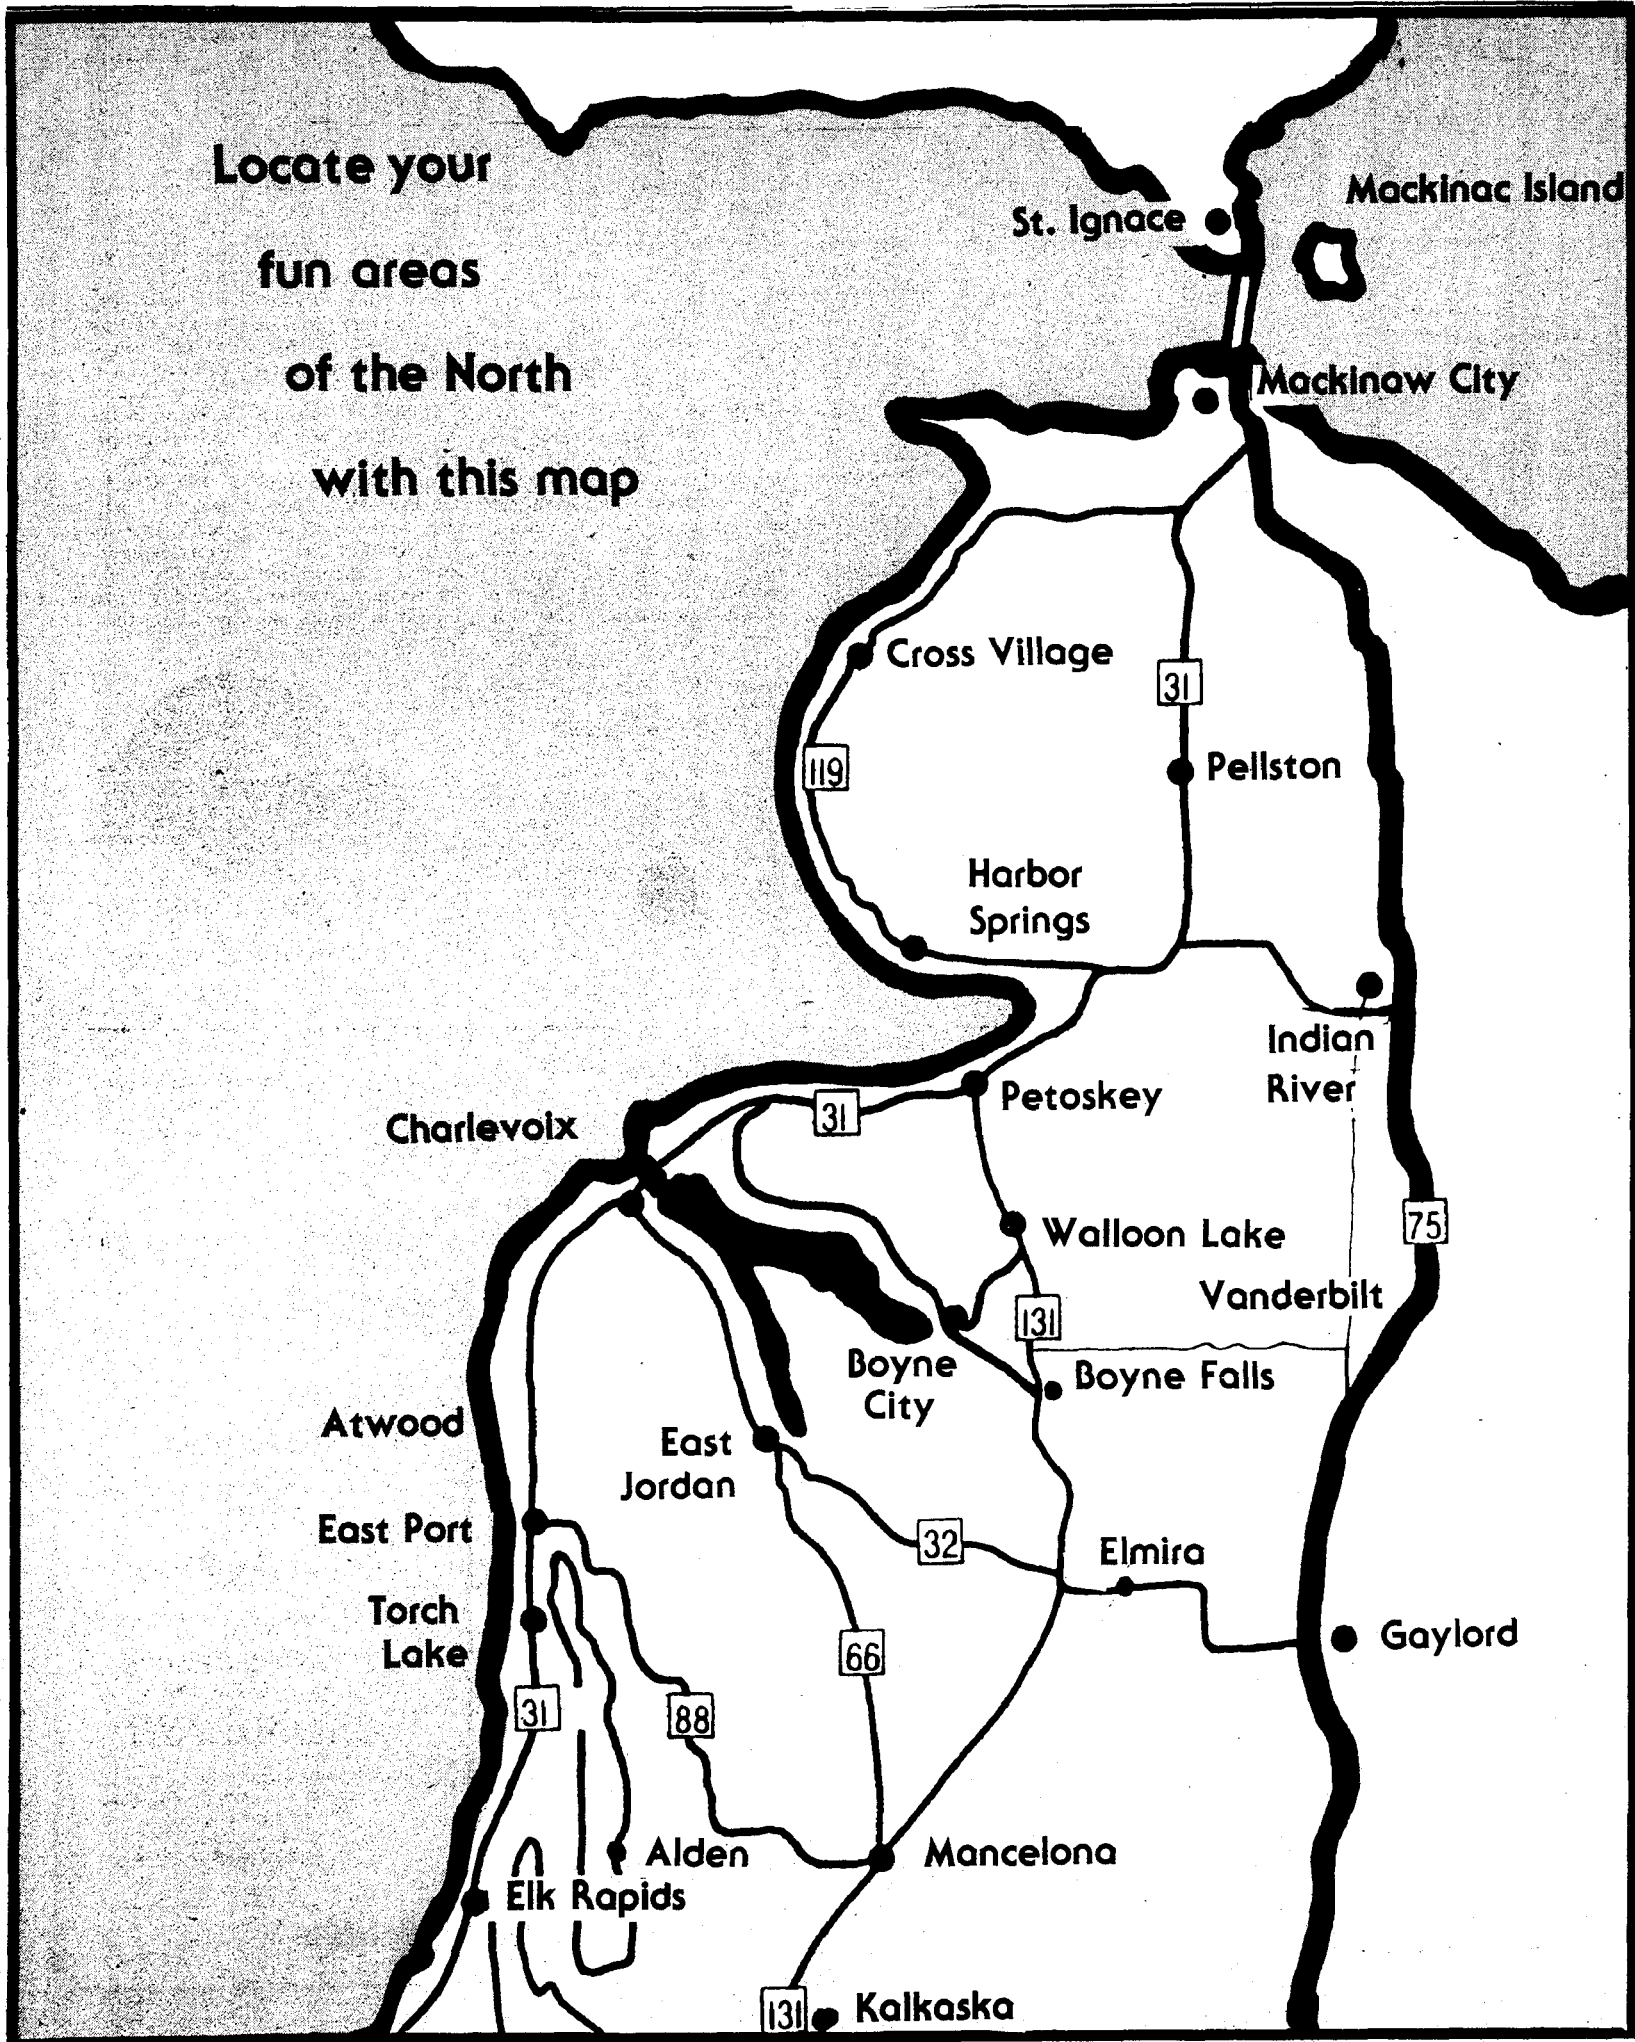 Locate your
fun areas
of the North
with this map
Mackinac Island
St. Ignace
Mackinaw City
Cross Village
31
119
Pellston
Harbor
Springs
Indian
River
Petoskey
31
Charlevoix
Walloon Lake
75
Vanderbilt
131
Boyne
City
Boyne Falls
Atwood
East
Jordan
East Port
32
Elmira
Torch
Lake
Gaylord
66
31
88
Alden
Mancelona
Elk Rapids
131
Kalkaska